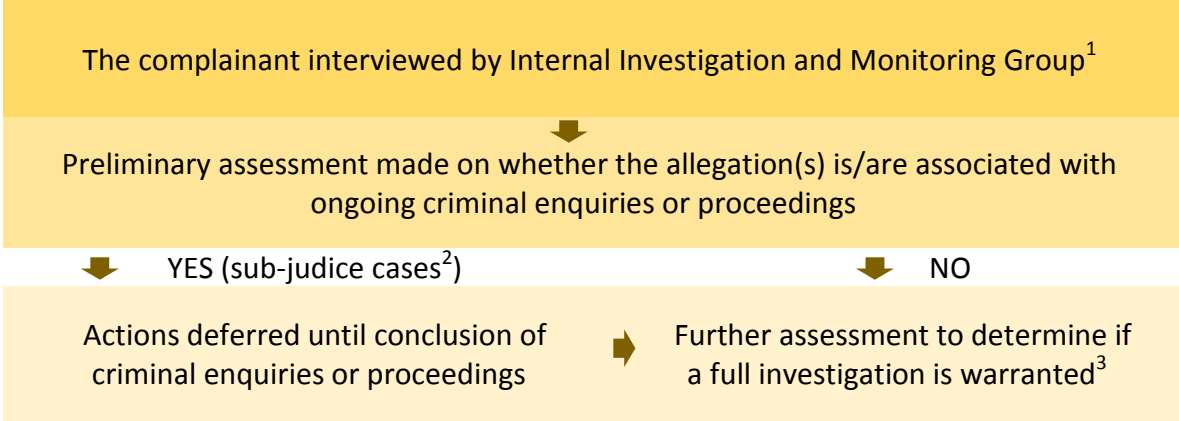 The complainant interviewed by Internal Investigation and Monitoring Group¹
Preliminary assessment made on whether the allegation(s) is/are associated with
ongoing criminal enquiries or proceedings
YES (sub-judice cases²)
NO
Actions deferred until conclusion of
criminal enquiries or proceedings
Further assessment to determine if
a full investigation is warranted³